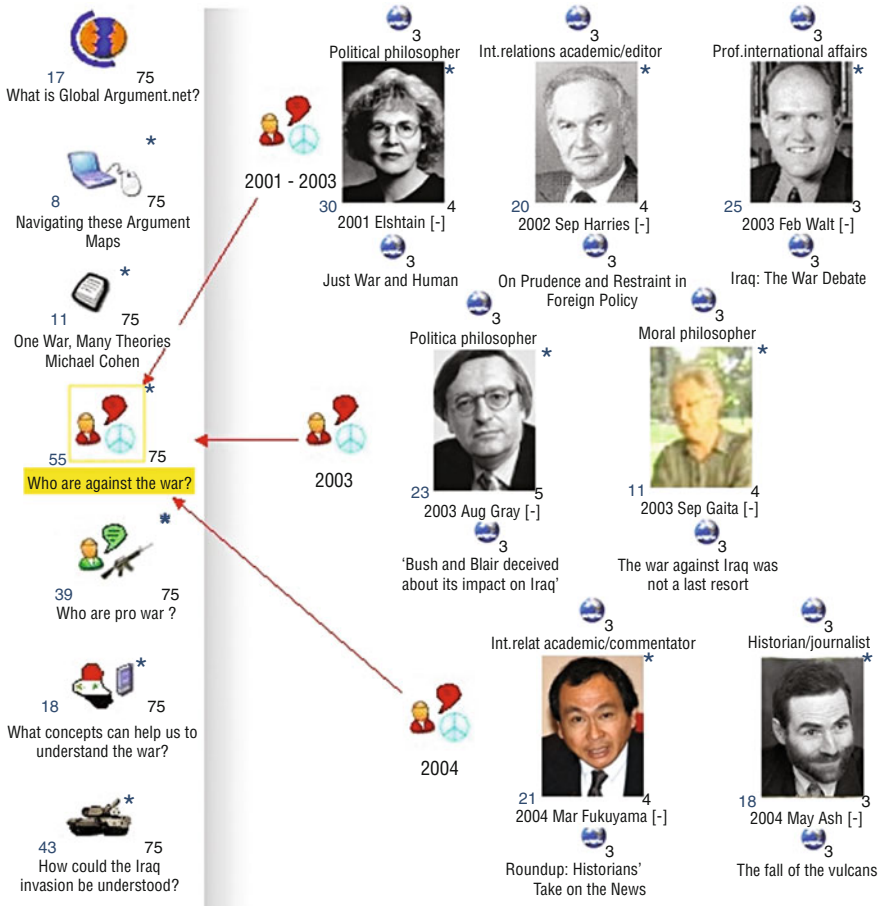 17 75
What is Global Argument.net?
*
8 75
Navigating these Argument
Maps
*
11 75
One War, Many Theories
Michael Cohen
*
55 75
Who are against the war?
*
39 75
Who are pro war ?
*
18 75
What concepts can help us to
understand the war?
*
43 75
How could the Iraq
invasion be understood?
2001 - 2003
3
Political philosopher
*
30 4
2001 Elshtain [-]
3
Just War and Human
3
Int.relations academic/editor
*
20 4
2002 Sep Harries [-]
3
On Prudence and Restraint in
Foreign Policy
3
Prof.international affairs
*
25 3
2003 Feb Walt [-]
3
Iraq: The War Debate
2003
3
Politica philosopher
*
23 5
2003 Aug Gray [-]
3
‘Bush and Blair deceived
about its impact on Iraq’
3
Moral philosopher
*
11 4
2003 Sep Gaita [-]
3
The war against Iraq was
not a last resort
2004
3
Int.relat academic/commentator
*
21 4
2004 Mar Fukuyama [-]
3
Roundup: Historians’
Take on the News
3
Historian/journalist
*
18 3
2004 May Ash [-]
3
The fall of the vulcans